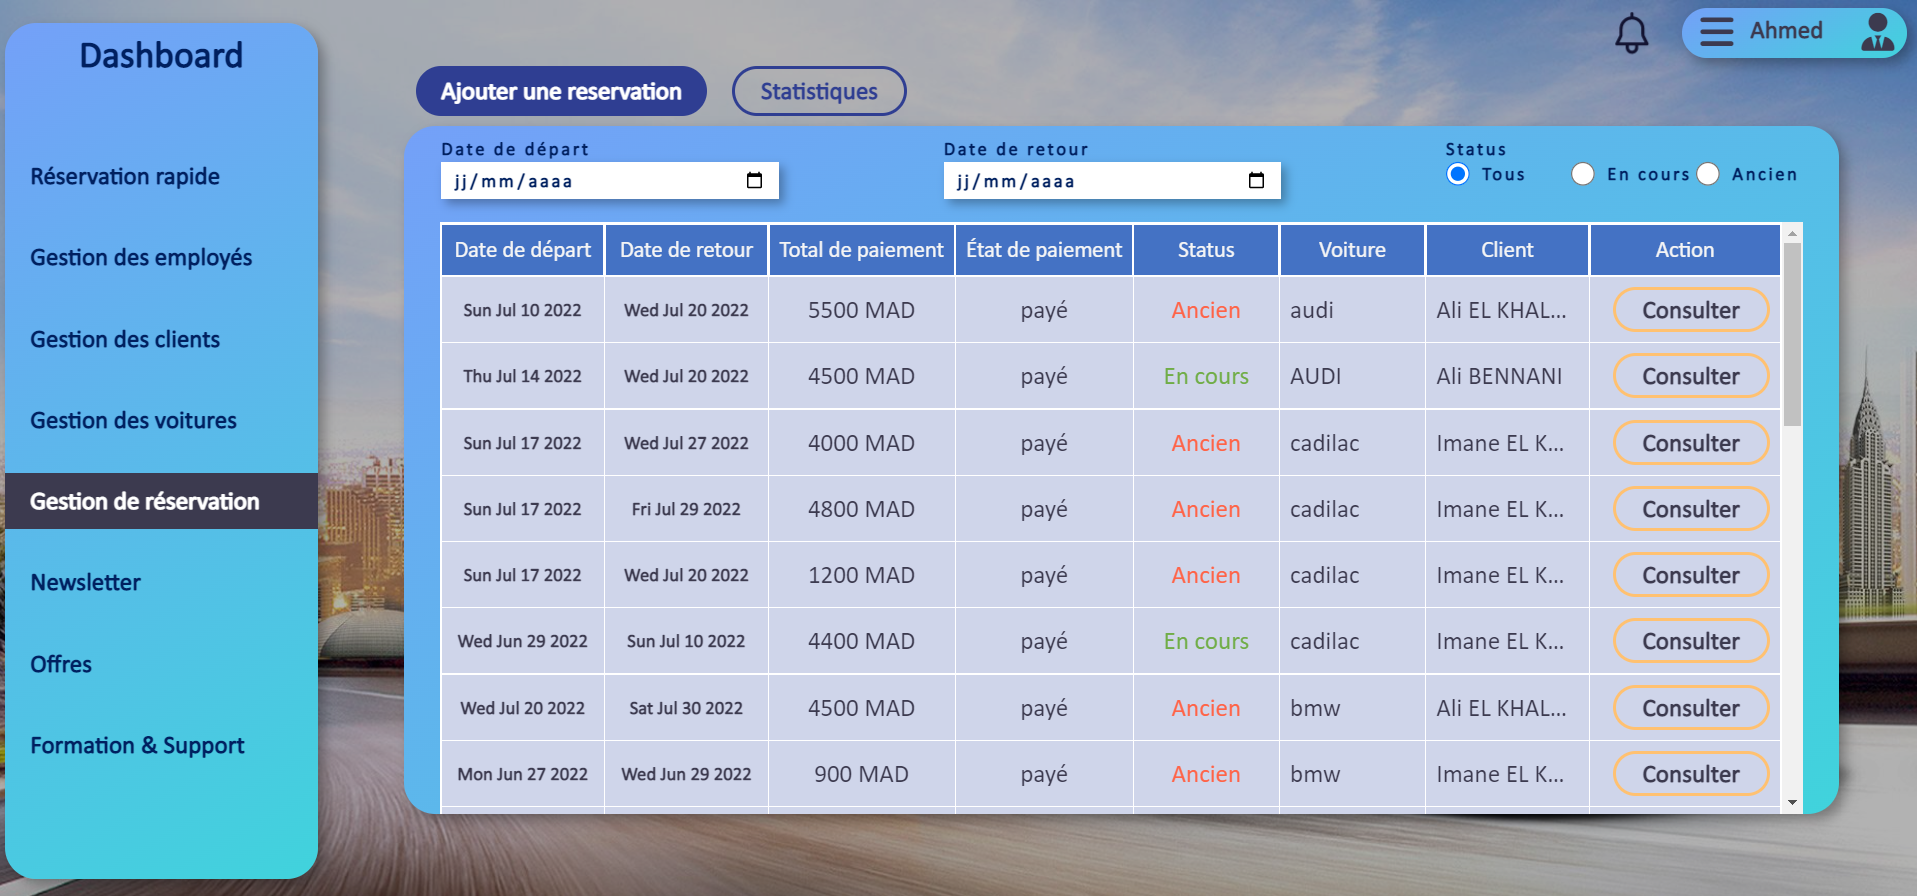 Dashboard
Réservation rapide
Gestion des employés
Gestion des clients
Gestion des voitures
Gestion de réservation
Newsletter
Offres
Formation & Support
Ahmed
Ajouter une reservation
Statistiques
Date de départ
jj/mm/aaaa
Date de retour
jj/mm/aaaa
Status
Tous En cours Ancien
Date de départ Date de retour Total de paiement État de paiement Status Voiture Client Action
Sun Jul 10 2022 Wed Jul 20 2022 5500 MAD payé Ancien audi Ali EL KHAL... Consulter
Thu Jul 14 2022 Wed Jul 20 2022 4500 MAD payé En cours AUDI Ali BENNANI Consulter
Sun Jul 17 2022 Wed Jul 27 2022 4000 MAD payé Ancien cadilac Imane EL K... Consulter
Sun Jul 17 2022 Fri Jul 29 2022 4800 MAD payé Ancien cadilac Imane EL K... Consulter
Sun Jul 17 2022 Wed Jul 20 2022 1200 MAD payé Ancien cadilac Imane EL K... Consulter
Wed Jun 29 2022 Sun Jul 10 2022 4400 MAD payé En cours cadilac Imane EL K... Consulter
Wed Jul 20 2022 Sat Jul 30 2022 4500 MAD payé Ancien bmw Ali EL KHAL... Consulter
Mon Jun 27 2022 Wed Jun 29 2022 900 MAD payé Ancien bmw Imane EL K... Consulter